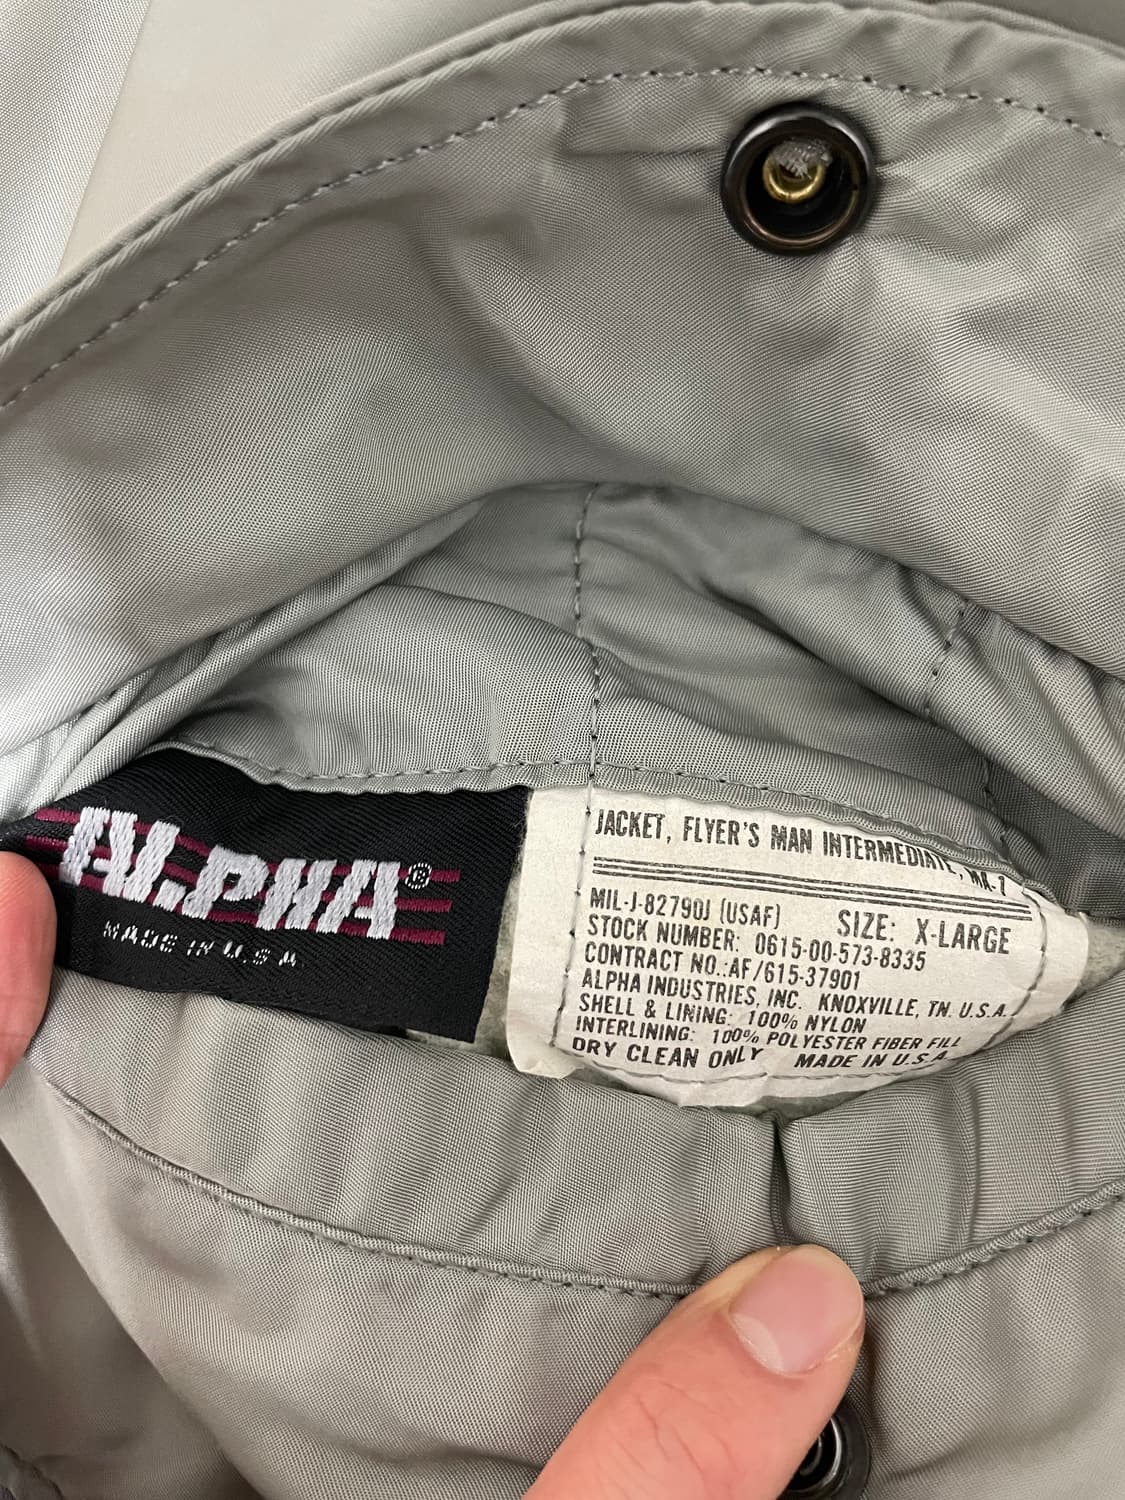 ALPHA®
MADE IN U.S.A.
JACKET, FLYER'S MAN INTERMEDIATE, MA-1
MIL-J-82790J (USAF) SIZE: X-LARGE
STOCK NUMBER: 0615-00-573-8335
CONTRACT NO.:AF/615-37901
ALPHA INDUSTRIES, INC. KNOXVILLE, TN. U.S.A.
SHELL & LINING: 100% NYLON
INTERLINING: 100% POLYESTER FIBER FILL
DRY CLEAN ONLY MADE IN U.S.A.